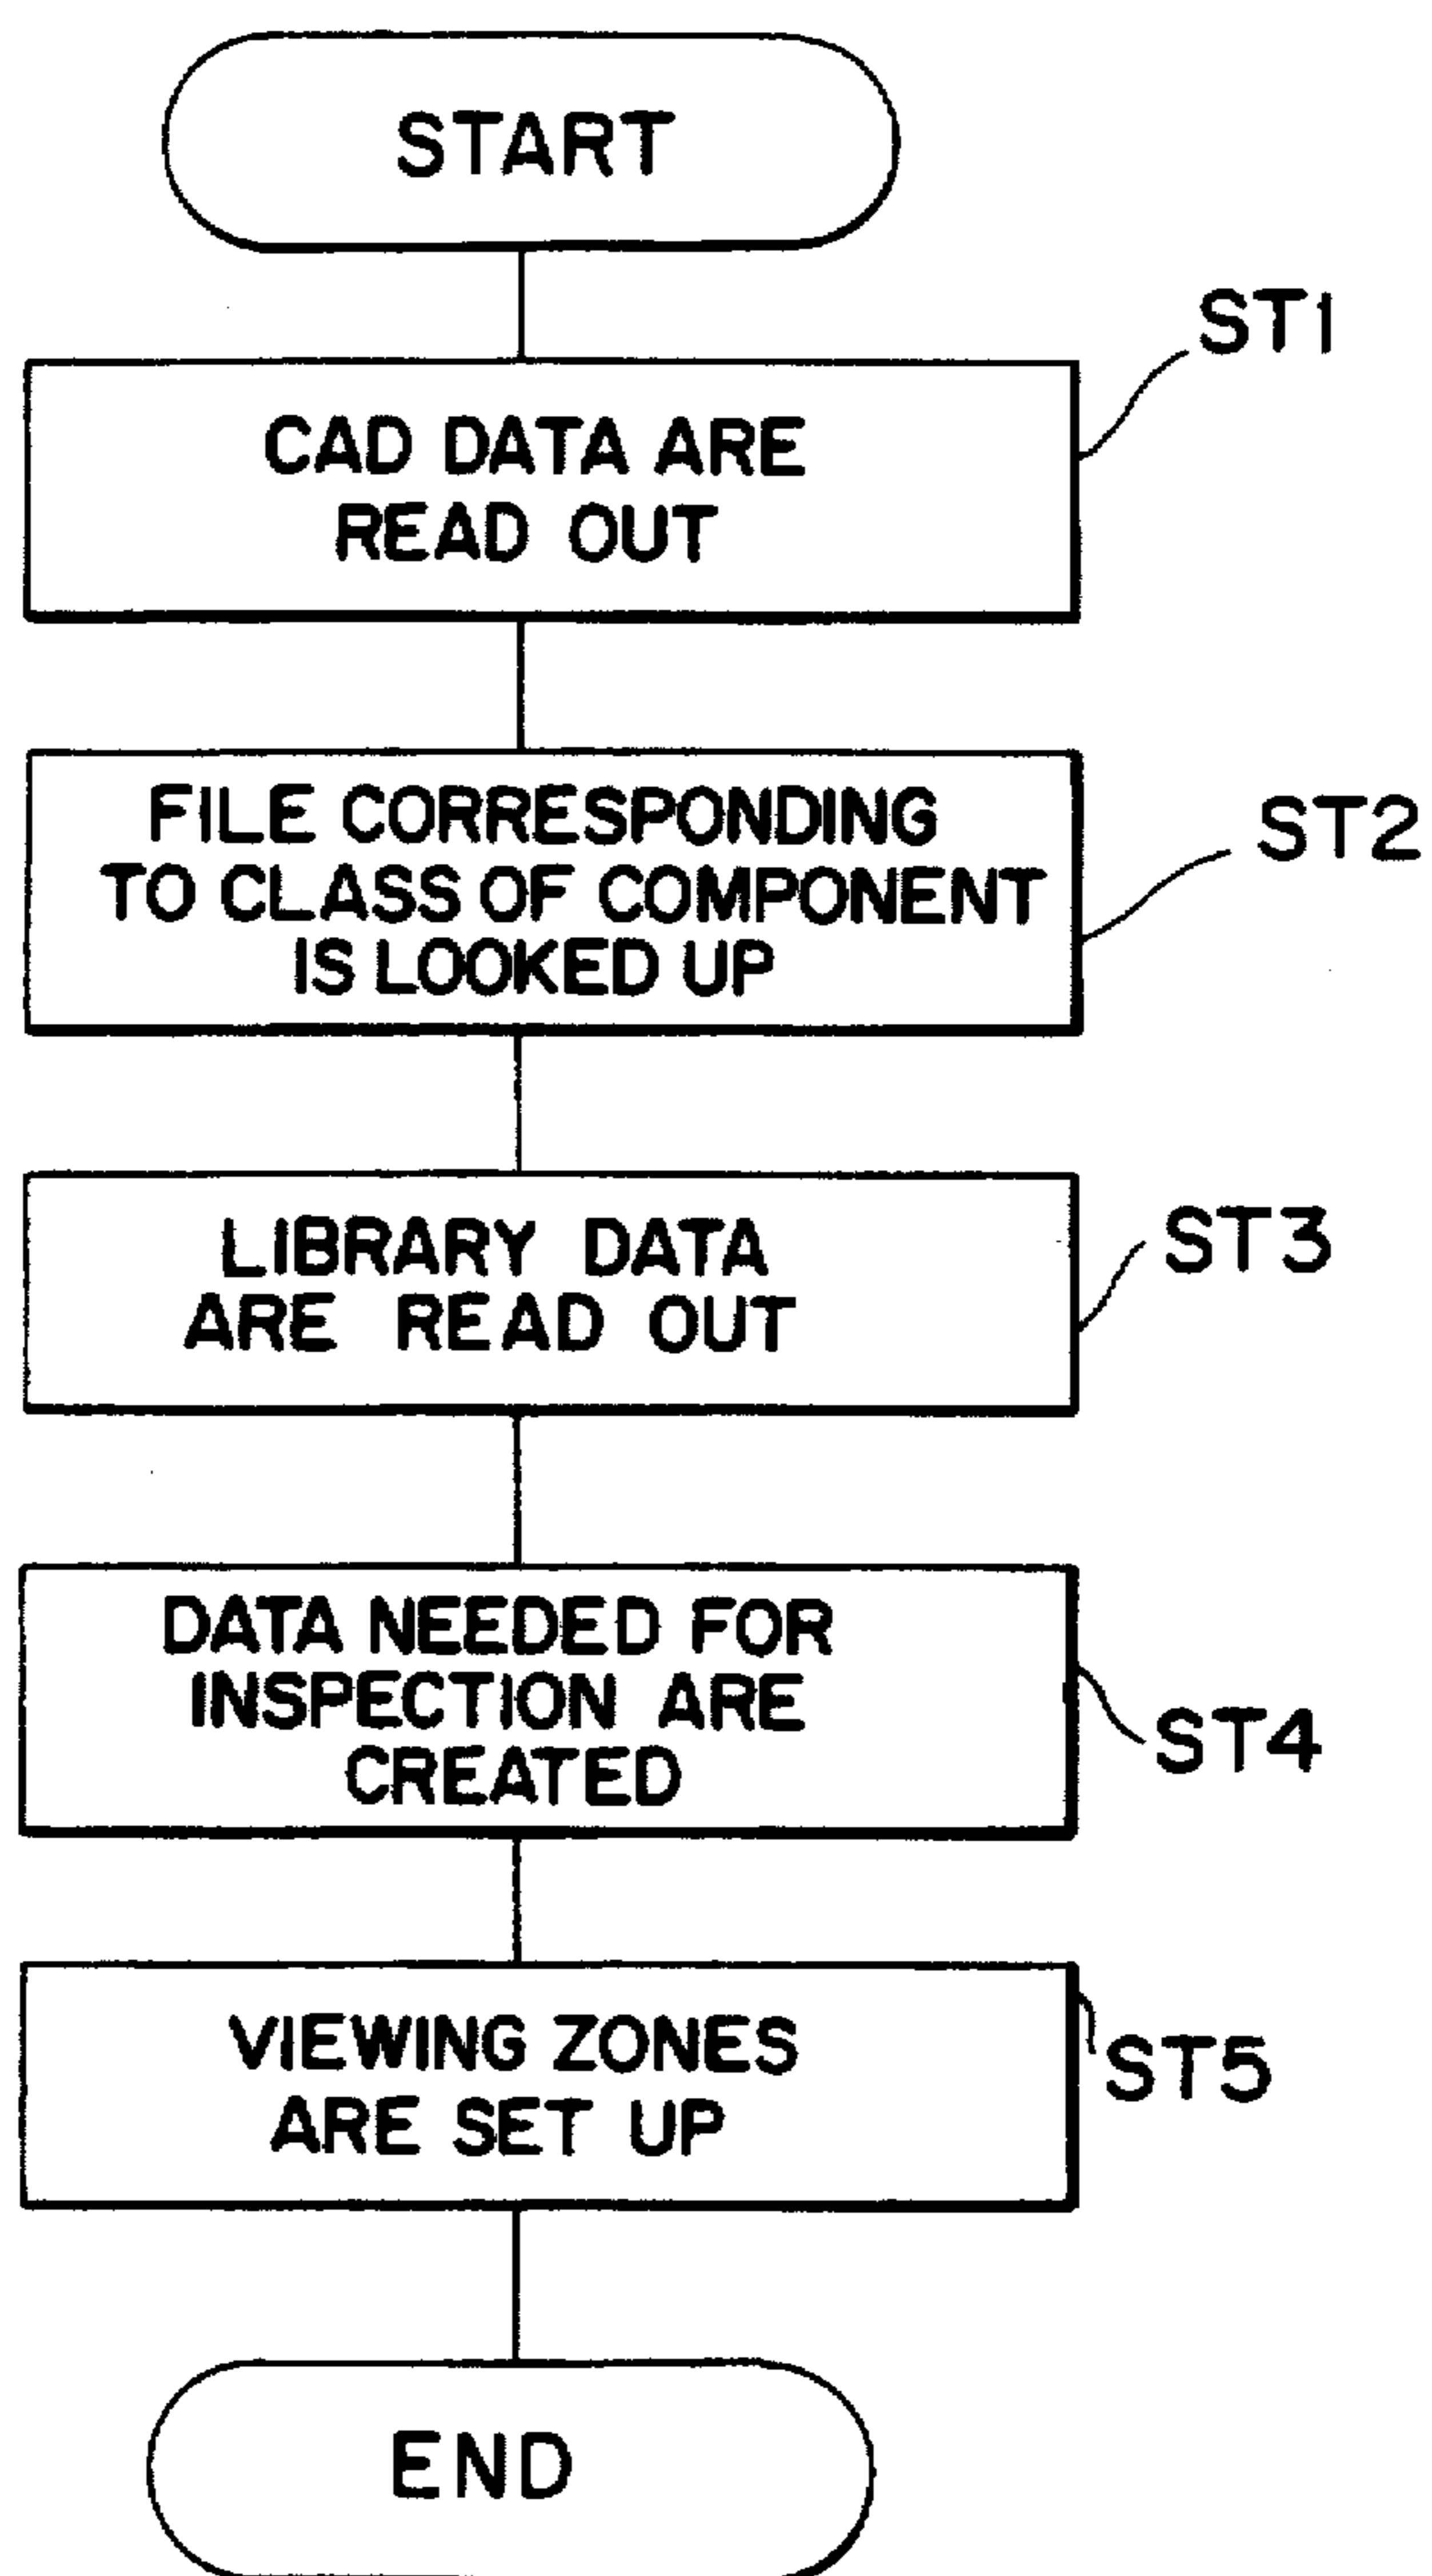 START
ST1
CAD DATA ARE
READ OUT
FILE CORRESPONDING
ST2
TO CLASS OF COMPONENT
IS LOOKED UP
LIBRARY DATA
ST3
ARE READ OUT
DATA NEEDED FOR
INSPECTION ARE
ST4
CREATED
VIEWING ZONES
ST5
ARE SET UP
END